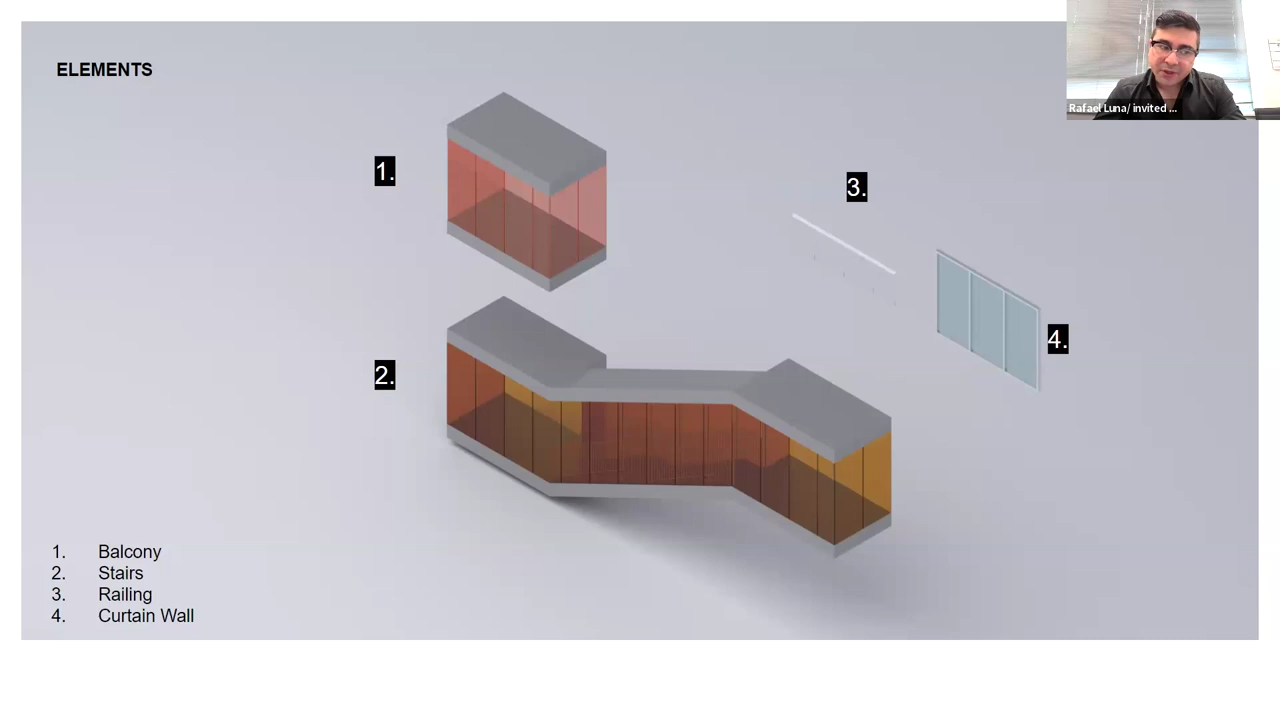 ELEMENTS
Rafael Luna/ invited ...
1.
3.
4.
2.
1. Balcony
2. Stairs
3. Railing
4. Curtain Wall